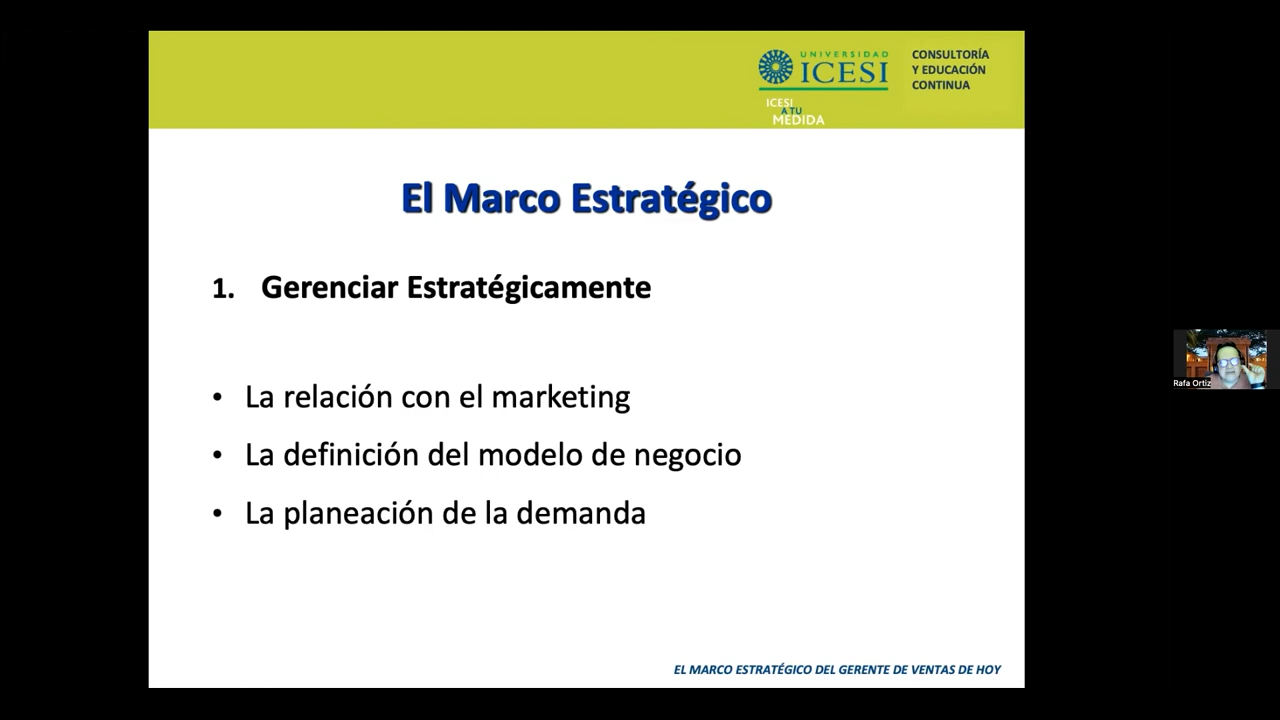 UNIVERSIDAD
ICESI
CONSULTORÍA
Y EDUCACIÓN
CONTINUA
ICESI
A TU
MEDIDA
El Marco Estratégico
1. Gerenciar Estratégicamente
• La relación con el marketing
• La definición del modelo de negocio
• La planeación de la demanda
Rafa Ortiz
EL MARCO ESTRATÉGICO DEL GERENTE DE VENTAS DE HOY